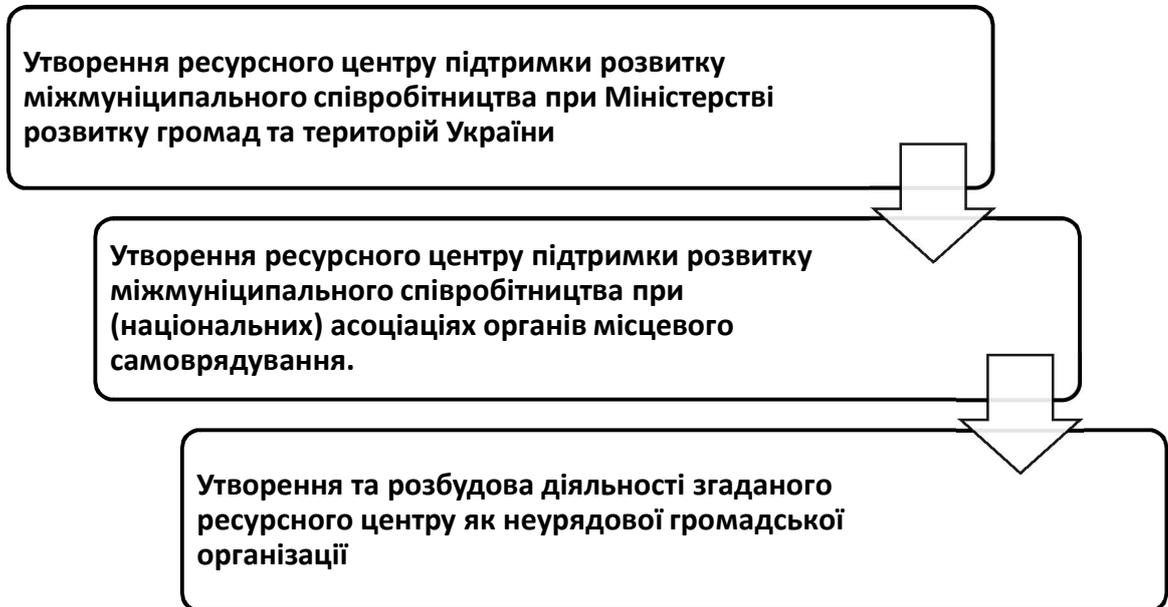 Утворення ресурсного центру підтримки розвитку
міжмуніципального співробітництва при Міністерстві
розвитку громад та територій України
Утворення ресурсного центру підтримки розвитку
міжмуніципального співробітництва при
(національних) асоціаціях органів місцевого
самоврядування.
Утворення та розбудова діяльності згаданого
ресурсного центру як неурядової громадської
організації